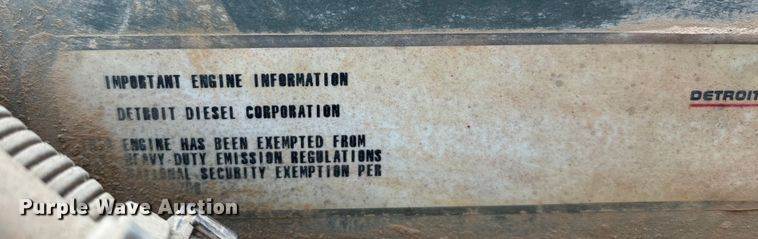 IMPORTANT ENGINE INFORMATION
DETROIT DIESEL CORPORATION
DETROIT
ENGINE HAS BEEN EXEMPTED FROM
HEAVY-DUTY EMISSION REGULATIONS
NATIONAL SECURITY EXEMPTION PER
Purple Wave Auction